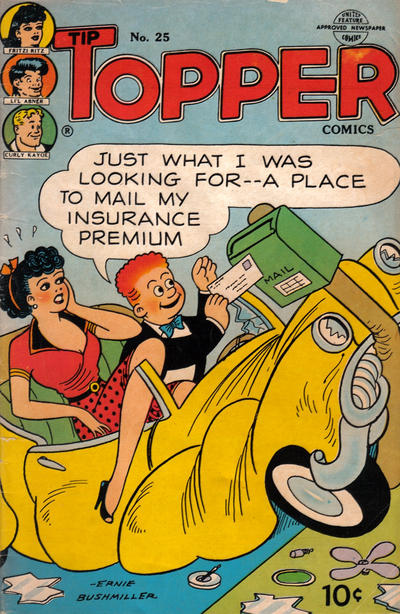 FRITZI RITZ
LI'L ABNER
CURLY KAYOE
TIP
No. 25
TOPPER
®
COMICS
UNITED
FEATURE
APPROVED NEWSPAPER
COMICS
JUST WHAT I WAS
LOOKING FOR--A PLACE
TO MAIL MY
INSURANCE
PREMIUM
MAIL
-ERNIE
BUSHMILLER-
10¢